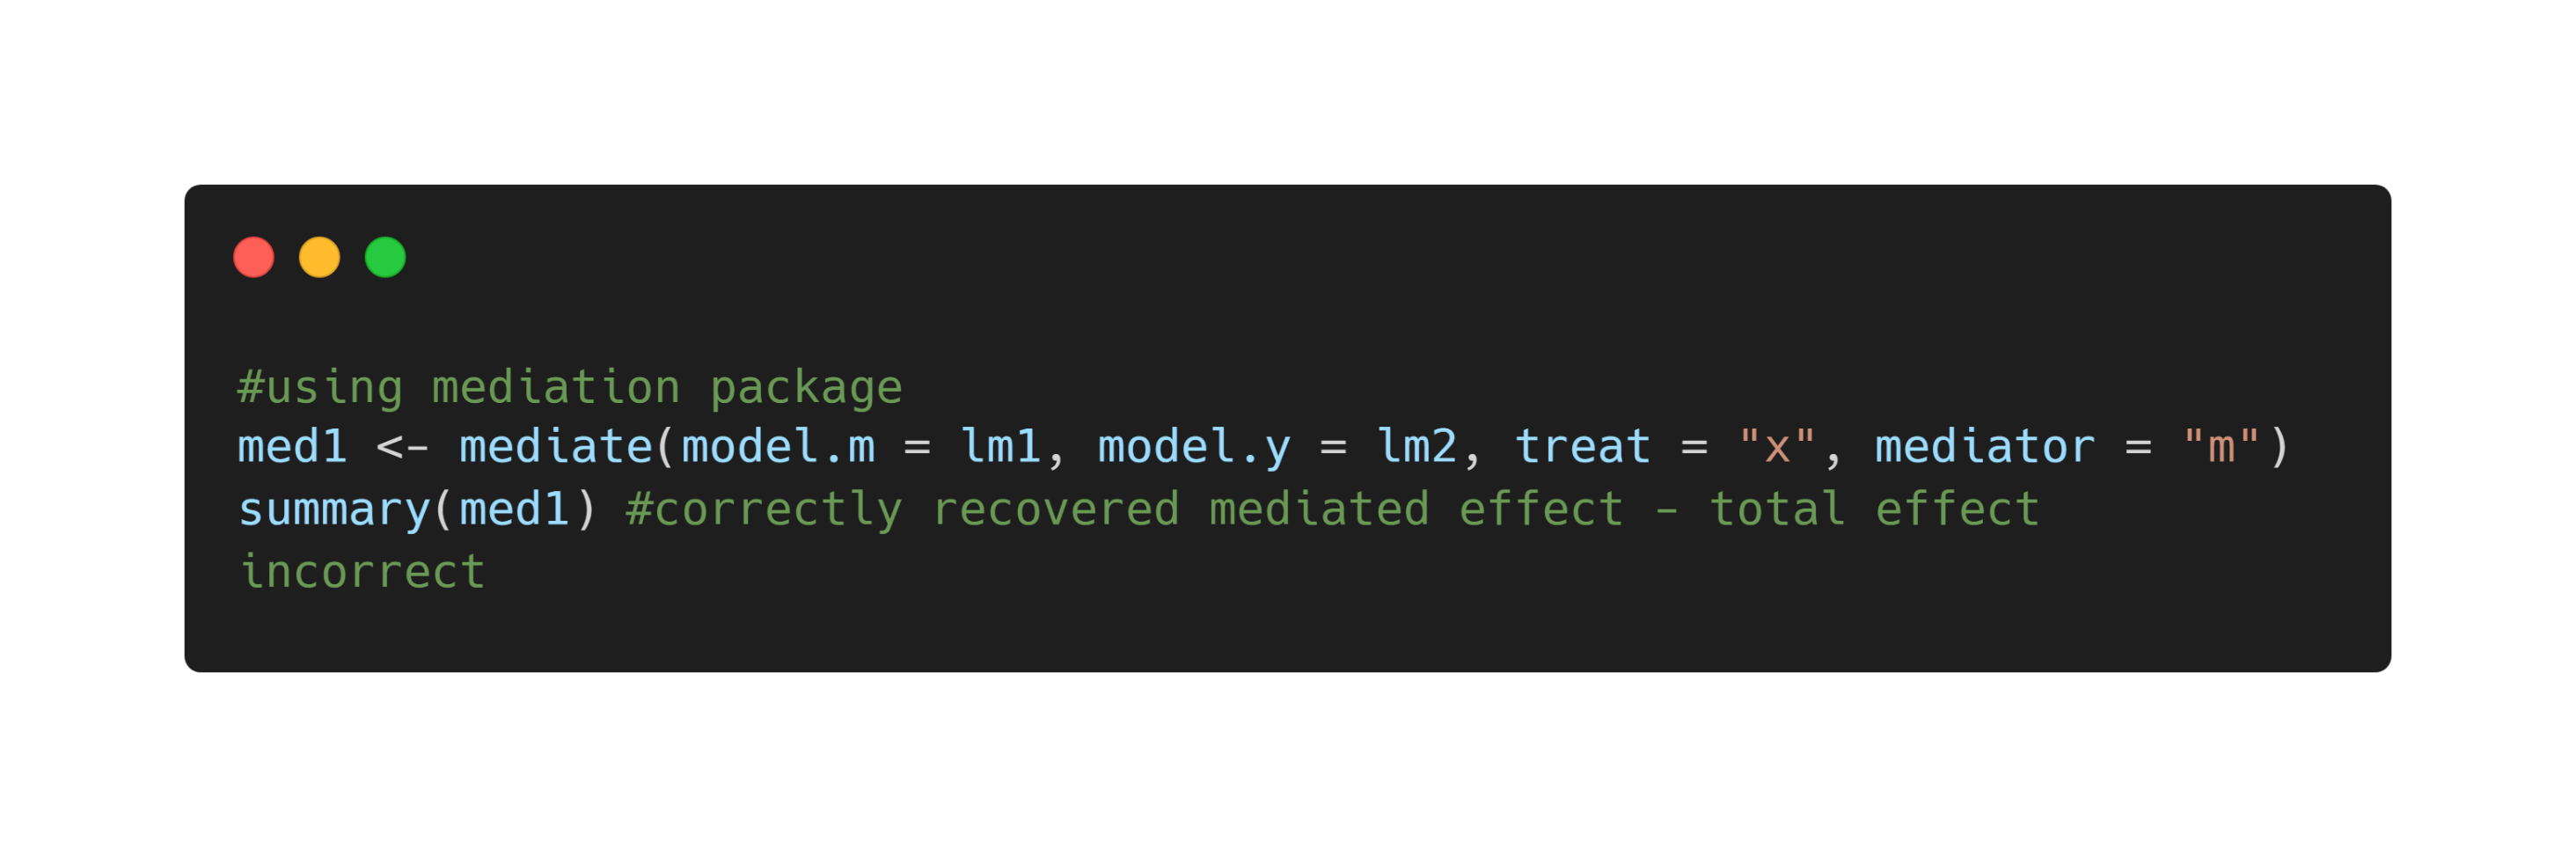 #using mediation package
med1 <- mediate(model.m = lm1, model.y = lm2, treat = "x", mediator = "m")
summary(med1) #correctly recovered mediated effect - total effect
incorrect